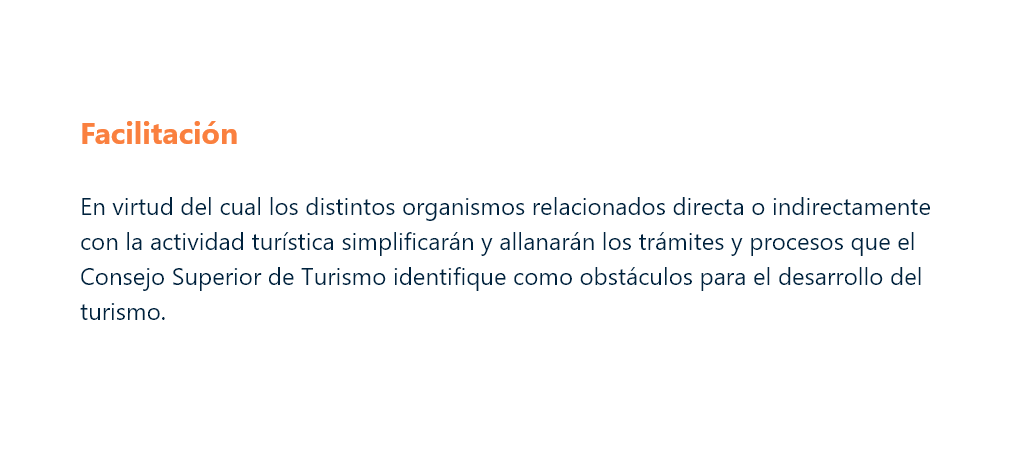 Facilitación
En virtud del cual los distintos organismos relacionados directa o indirectamente
con la actividad turística simplificarán y allanarán los trámites y procesos que el
Consejo Superior de Turismo identifique como obstáculos para el desarrollo del
turismo.